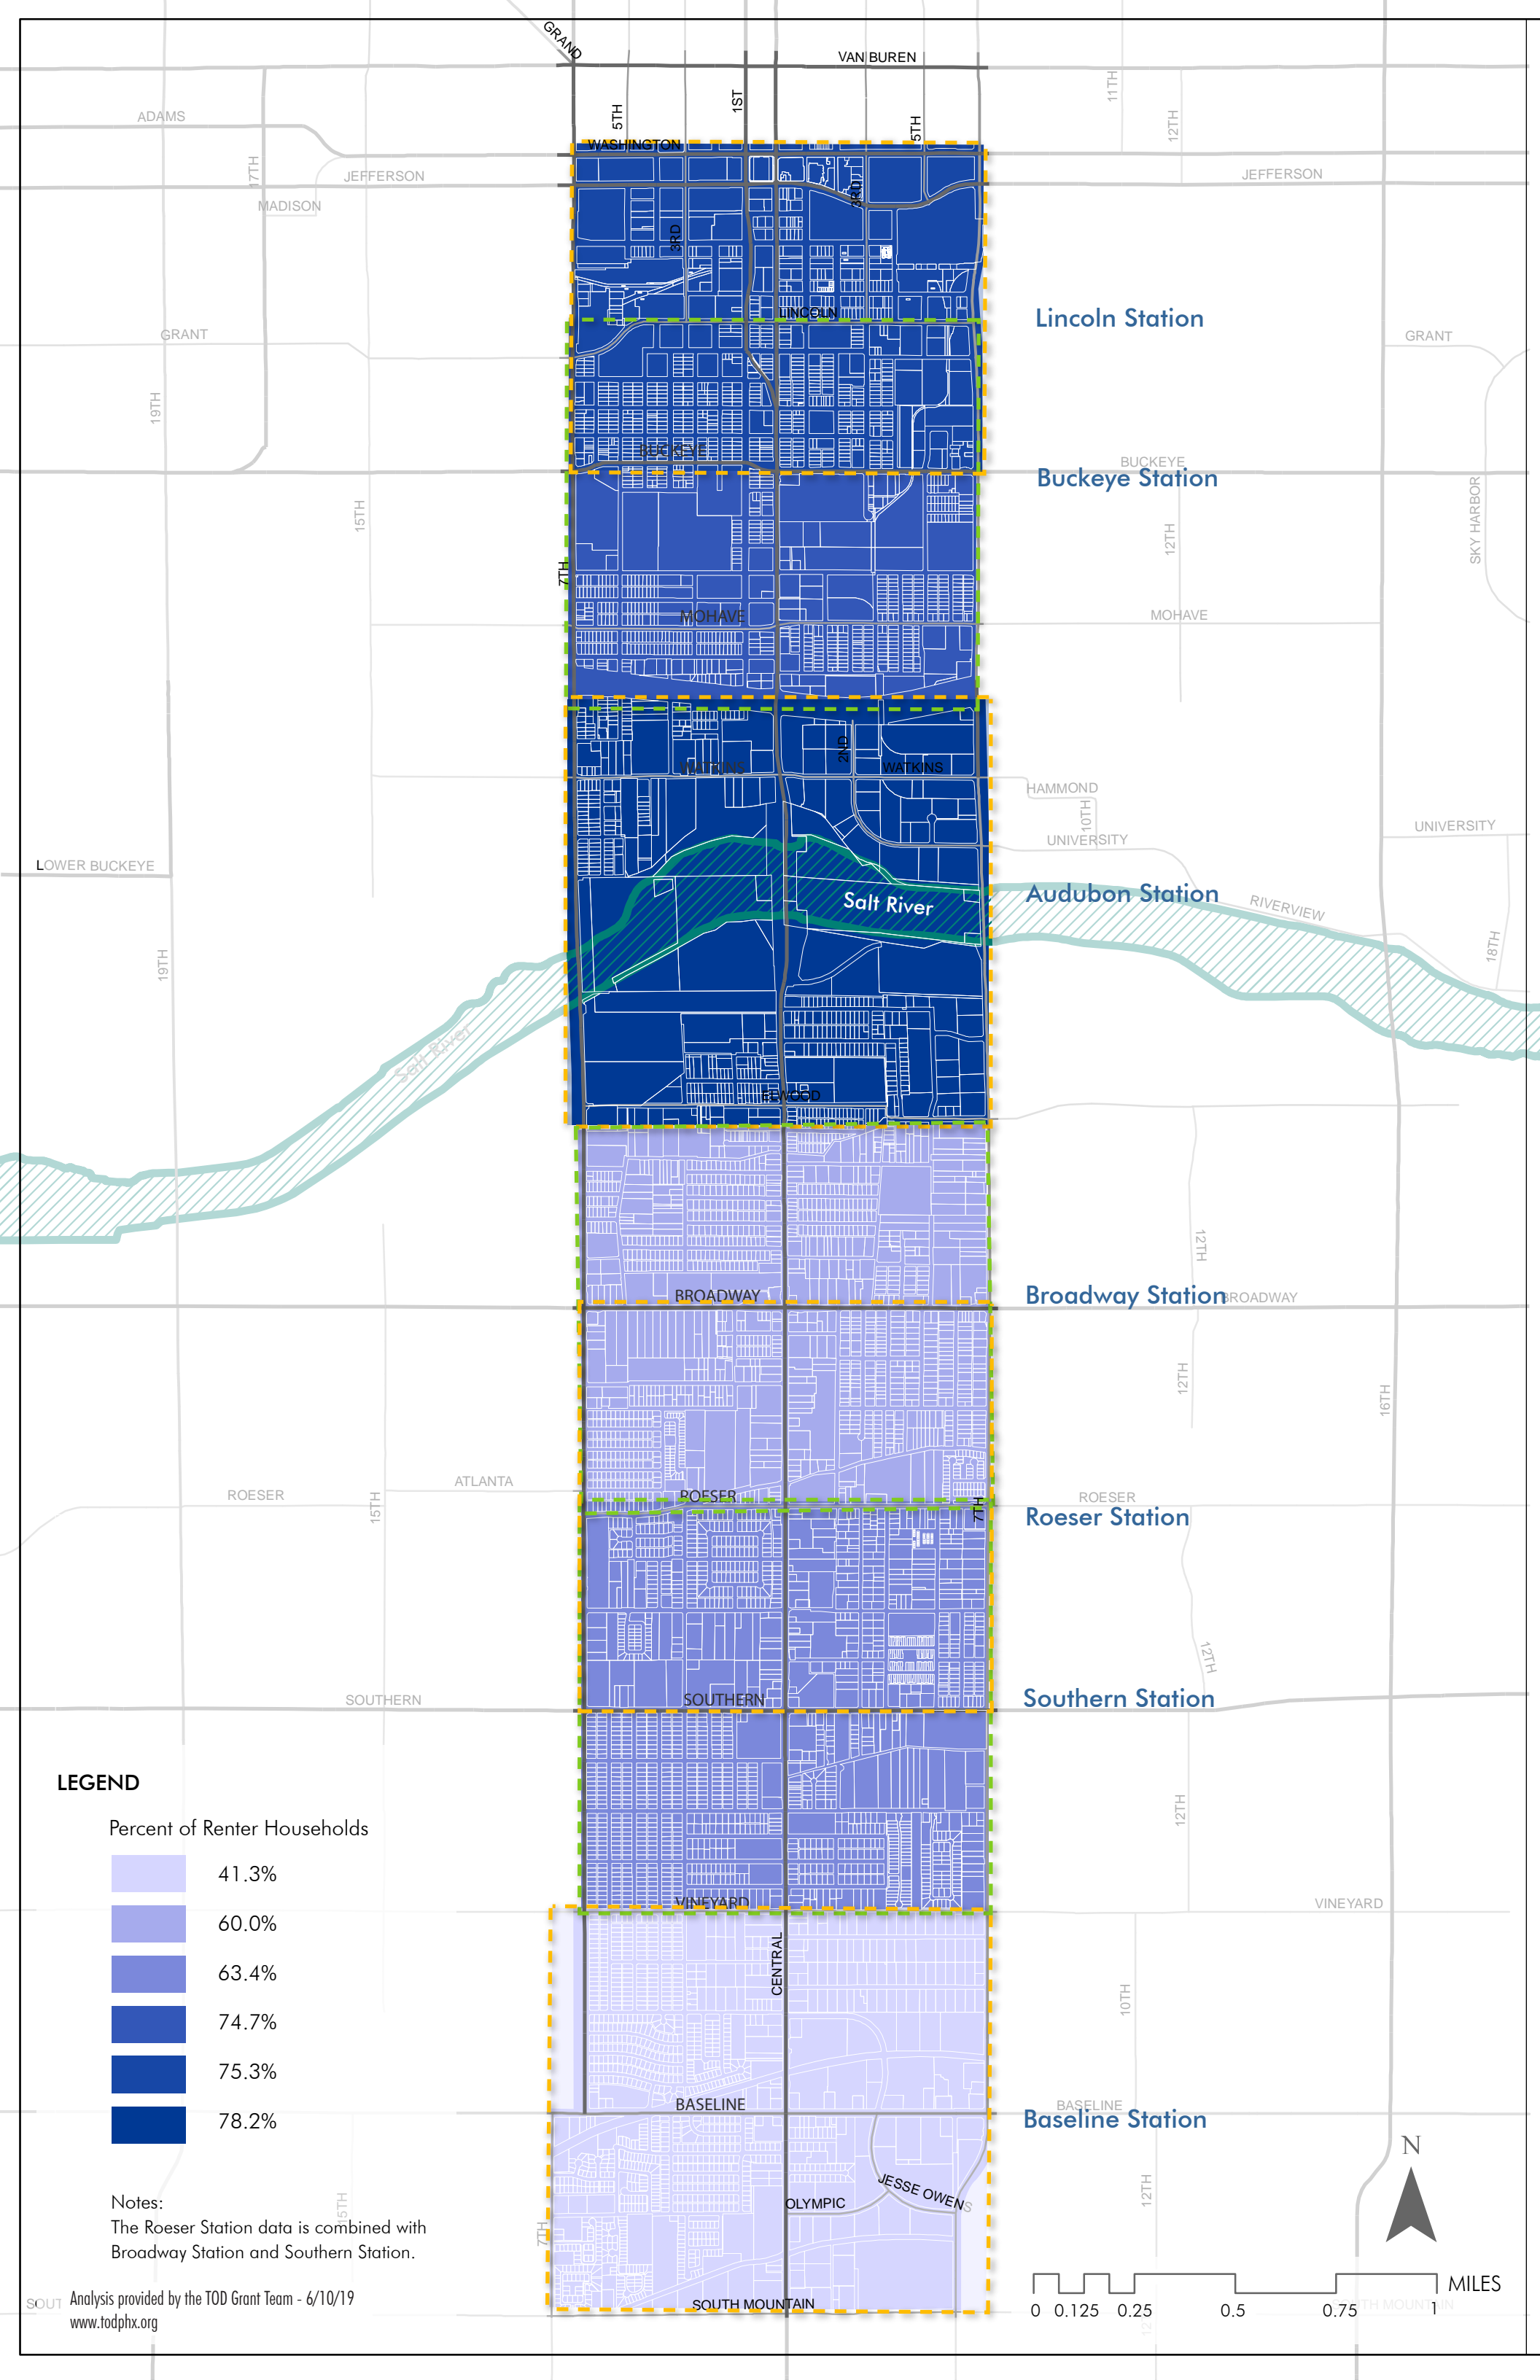 GRAND
VAN BUREN
5TH
1ST
5TH
11TH
12TH
ADAMS
WASHINGTON
17TH
JEFFERSON
JEFFERSON
MADISON
3RD
3RD
LINCOLN
Lincoln Station
GRANT
GRANT
19TH
BUCKEYE
BUCKEYE
Buckeye Station
15TH
12TH
SKY HARBOR
7TH
MOHAVE
MOHAVE
2ND
WATKINS
WATKINS
HAMMOND
10TH
UNIVERSITY
UNIVERSITY
LOWER BUCKEYE
Audubon Station
Salt River
RIVERVIEW
18TH
19TH
Salt River
ELWOOD
12TH
BROADWAY
Broadway Station
BROADWAY
12TH
16TH
ATLANTA
ROESER
ROESER
ROESER
15TH
7TH
Roeser Station
12TH
SOUTHERN
SOUTHERN
Southern Station
LEGEND
Percent of Renter Households
41.3%
60.0%
63.4%
74.7%
75.3%
78.2%
12TH
VINEYARD
VINEYARD
CENTRAL
10TH
BASELINE
BASELINE
Baseline Station
N
JESSE OWENS
OLYMPIC
12TH
15TH
7TH
Notes:
The Roeser Station data is combined with
Broadway Station and Southern Station.
Analysis provided by the TOD Grant Team - 6/10/19
www.todphx.org
SOUTH MOUNTAIN
MILES
0 0.125 0.25 0.5 0.75 1